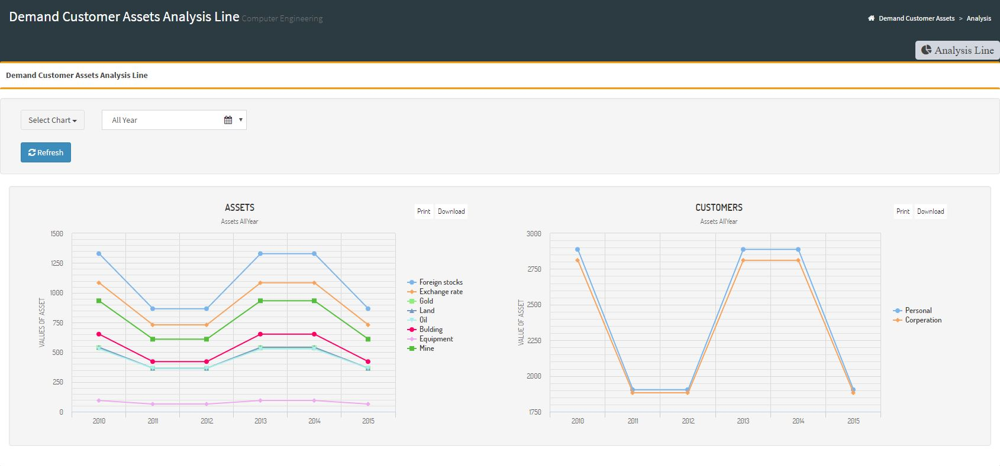 Demand Customer Assets Analysis Line Computer Engineering
Demand Customer Assets > Analysis
Analysis Line
Demand Customer Assets Analysis Line
Select Chart
All Year
Refresh
ASSETS
Assets AllYear
Print Download
VALUES OF ASSET
1500
1250
1000
750
500
250
0
2010 2011 2012 2013 2014 2015
Foreign stocks
Exchange rate
Gold
Land
Oil
Bulding
Equipment
Mine
CUSTOMERS
Assets AllYear
Print Download
VALUE OF ASSET
3000
2750
2500
2250
2000
1750
2010 2011 2012 2013 2014 2015
Personal
Corperation